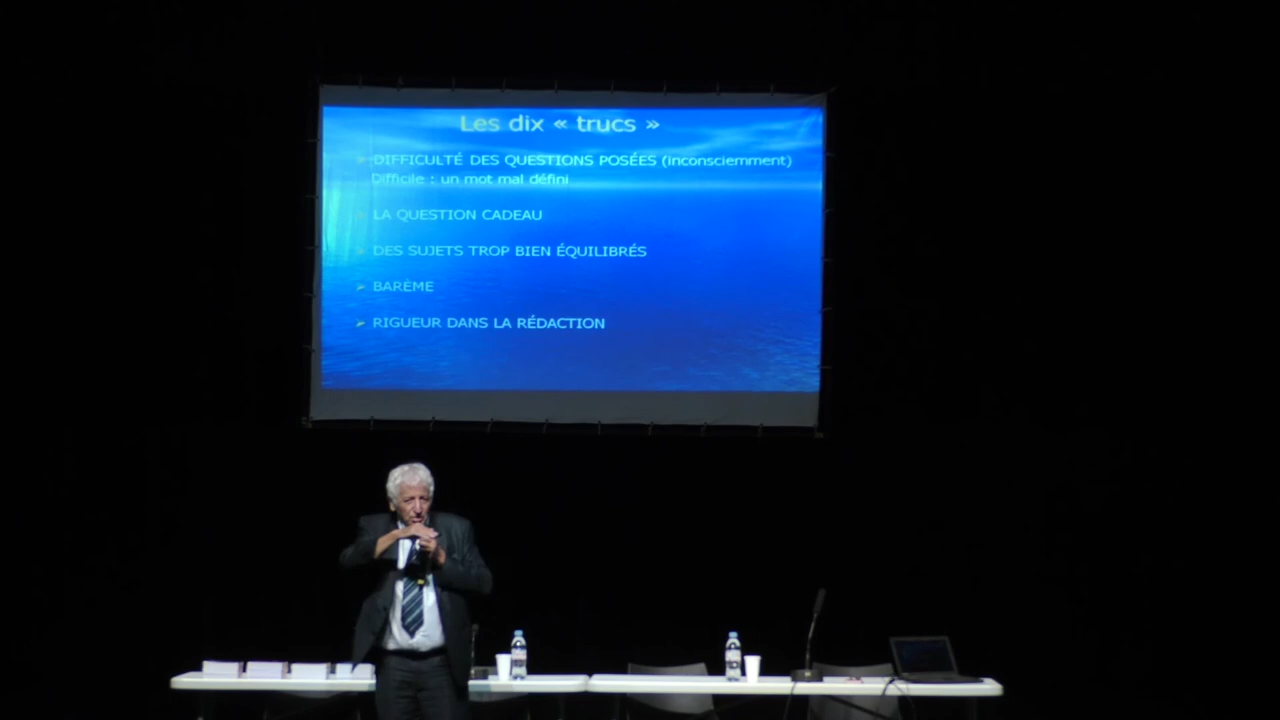 Les dix « trucs »
DIFFICULTÉ DES QUESTIONS POSÉES (inconsciemment)
Difficile : un mot mal défini
LA QUESTION CADEAU
DES SUJETS TROP BIEN ÉQUILIBRÉS
BARÈME
RIGUEUR DANS LA RÉDACTION